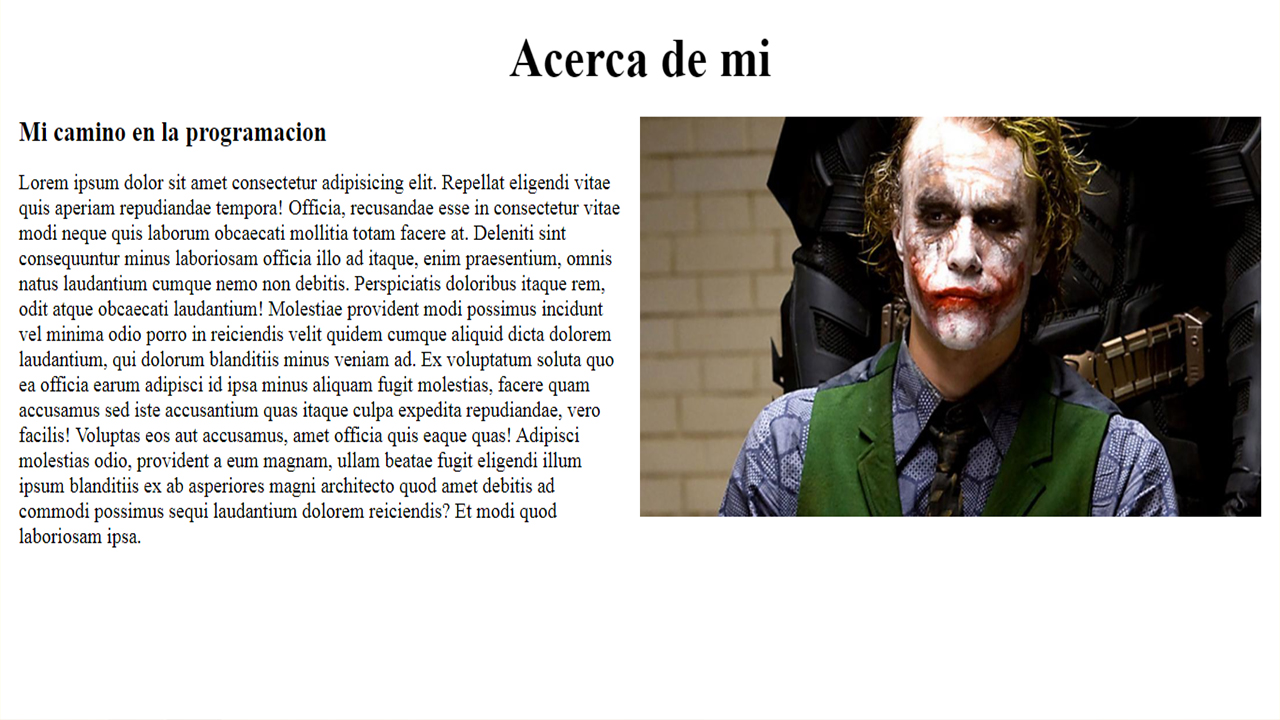 Acerca de mi
Mi camino en la programacion
Lorem ipsum dolor sit amet consectetur adipisicing elit. Repellat eligendi vitae
quis aperiam repudiandae tempora! Officia, recusandae esse in consectetur vitae
modi neque quis laborum obcaecati mollitia totam facere at. Deleniti sint
consequuntur minus laboriosam officia illo ad itaque, enim praesentium, omnis
natus laudantium cumque nemo non debitis. Perspiciatis doloribus itaque rem,
odit atque obcaecati laudantium! Molestiae provident modi possimus incidunt
vel minima odio porro in reiciendis velit quidem cumque aliquid dicta dolorem
laudantium, qui dolorum blanditiis minus veniam ad. Ex voluptatum soluta quo
ea officia earum adipisci id ipsa minus aliquam fugit molestias, facere quam
accusamus sed iste accusantium quas itaque culpa expedita repudiandae, vero
facilis! Voluptas eos aut accusamus, amet officia quis eaque quas! Adipisci
molestias odio, provident a eum magnam, ullam beatae fugit eligendi illum
ipsum blanditiis ex ab asperiores magni architecto quod amet debitis ad
commodi possimus sequi laudantium dolorem reiciendis? Et modi quod
laboriosam ipsa.